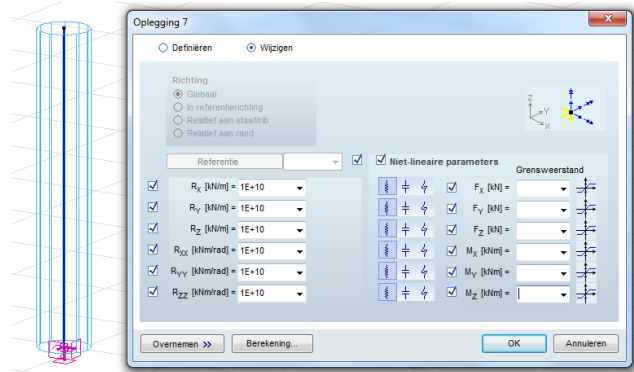 Oplegging 7
Definiëren Wijzigen
Richting
Globaal
In referentierichting
Relatief aan staaf/rib
Relatief aan rand
Z
Y
X
Referentie
Niet-lineaire parameters
Grensweerstand
RX [kN/m] = 1E+10 FX [kN] =
RY [kN/m] = 1E+10 FY [kN] =
RZ [kN/m] = 1E+10 FZ [kN] =
RXX [kNm/rad] = 1E+10 MX [kNm] =
RYY [kNm/rad] = 1E+10 MY [kNm] =
RZZ [kNm/rad] = 1E+10 MZ [kNm] =
Overnemen >> Berekening... OK Annuleren